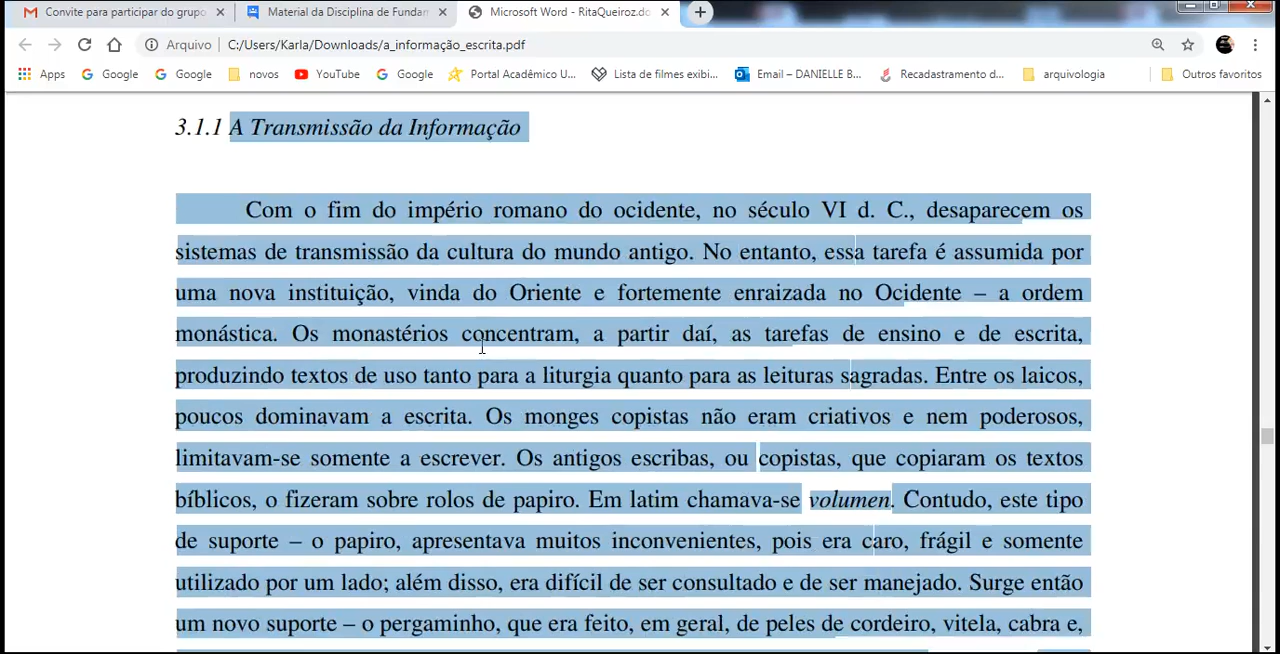 Convite para participar do grupo
Material da Disciplina de Fundam
Microsoft Word - RitaQueiroz.do
Arquivo
C:/Users/Karla/Downloads/a_informação_escrita.pdf
Apps
Google
Google
novos
YouTube
Google
Portal Acadêmico U...
Lista de filmes exibi...
Email – DANIELLE B...
Recadastramento d...
arquivologia
Outros favoritos
3.1.1 A Transmissão da Informação
Com o fim do império romano do ocidente, no século VI d. C., desaparecem os
sistemas de transmissão da cultura do mundo antigo. No entanto, essa tarefa é assumida por
uma nova instituição, vinda do Oriente e fortemente enraizada no Ocidente – a ordem
monástica. Os monastérios concentram, a partir daí, as tarefas de ensino e de escrita,
produzindo textos de uso tanto para a liturgia quanto para as leituras sagradas. Entre os laicos,
poucos dominavam a escrita. Os monges copistas não eram criativos e nem poderosos,
limitavam-se somente a escrever. Os antigos escribas, ou copistas, que copiaram os textos
bíblicos, o fizeram sobre rolos de papiro. Em latim chamava-se volumen. Contudo, este tipo
de suporte – o papiro, apresentava muitos inconvenientes, pois era caro, frágil e somente
utilizado por um lado; além disso, era difícil de ser consultado e de ser manejado. Surge então
um novo suporte – o pergaminho, que era feito, em geral, de peles de cordeiro, vitela, cabra e,